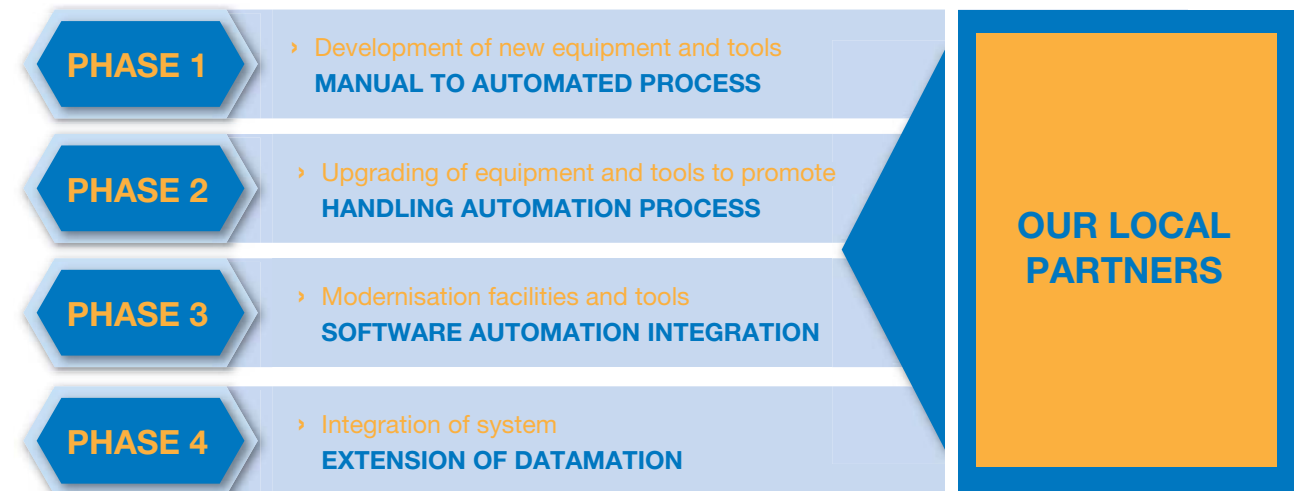 PHASE 1
› Development of new equipment and tools
MANUAL TO AUTOMATED PROCESS
PHASE 2
› Upgrading of equipment and tools to promote
HANDLING AUTOMATION PROCESS
PHASE 3
› Modernisation facilities and tools
SOFTWARE AUTOMATION INTEGRATION
PHASE 4
› Integration of system
EXTENSION OF DATAMATION
OUR LOCAL
PARTNERS